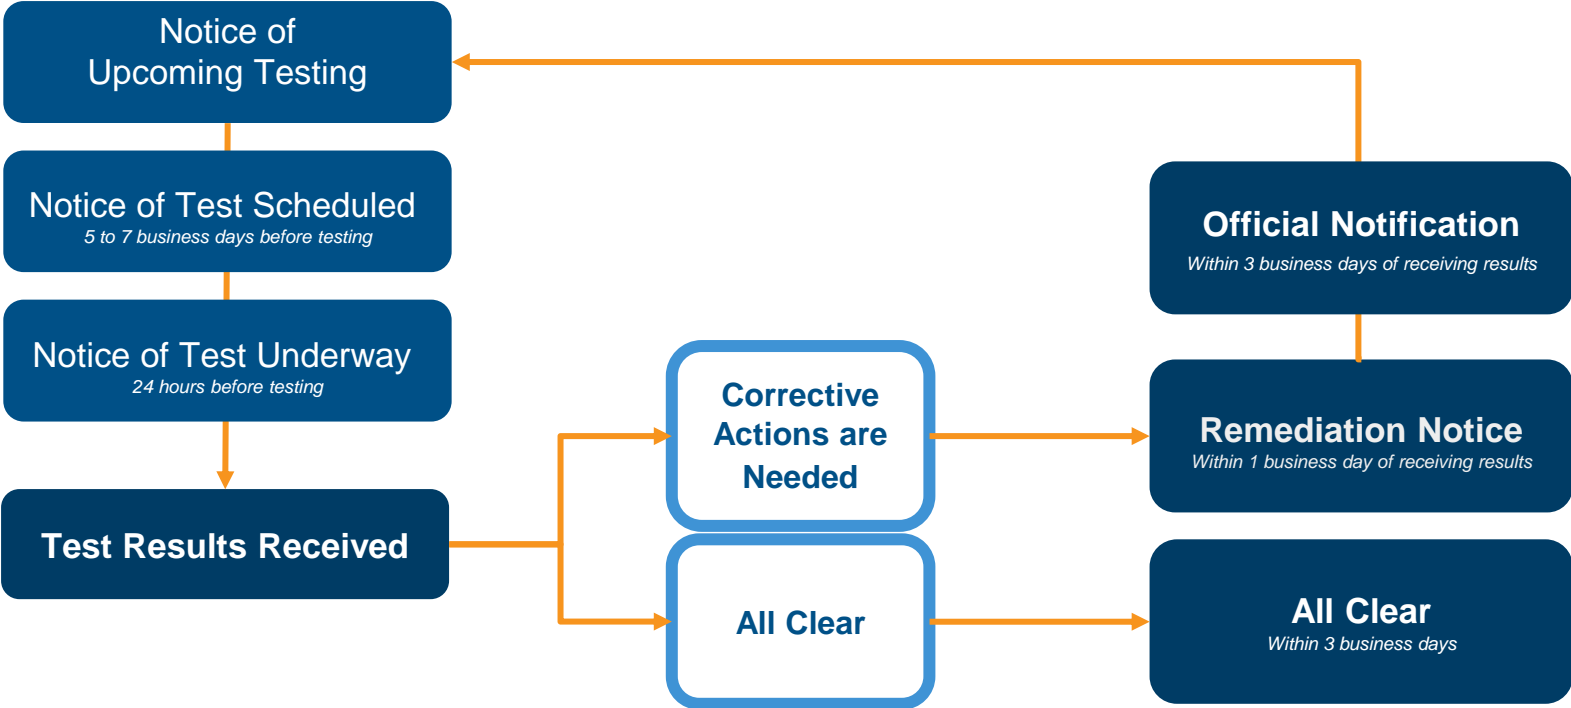 Notice of
Upcoming Testing
Notice of Test Scheduled
5 to 7 business days before testing
Notice of Test Underway
24 hours before testing
Test Results Received
Corrective
Actions are
Needed
All Clear
Official Notification
Within 3 business days of receiving results
Remediation Notice
Within 1 business day of receiving results
All Clear
Within 3 business days